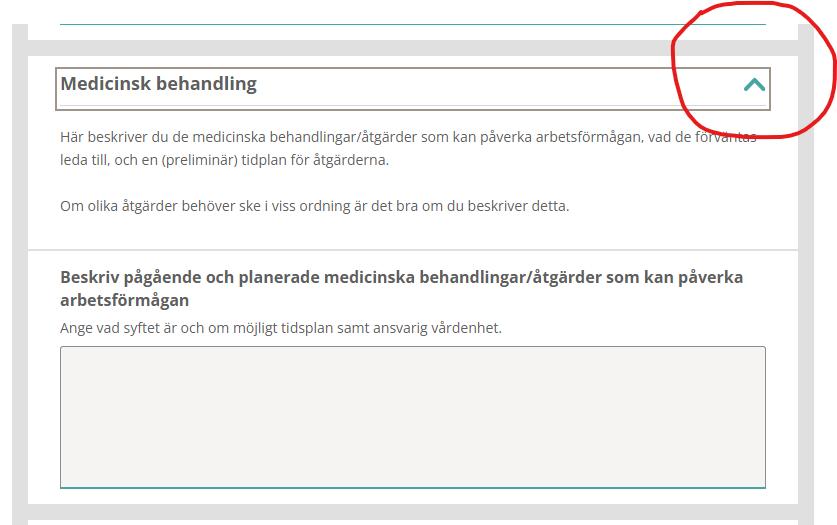 Medicinsk behandling
Här beskriver du de medicinska behandlingar/åtgärder som kan påverka arbetsförmågan, vad de förväntas
leda till, och en (preliminär) tidplan för åtgärderna.
Om olika åtgärder behöver ske i viss ordning är det bra om du beskriver detta.
Beskriv pågående och planerade medicinska behandlingar/åtgärder som kan påverka
arbetsförmågan
Ange vad syftet är och om möjligt tidsplan samt ansvarig vårdenhet.